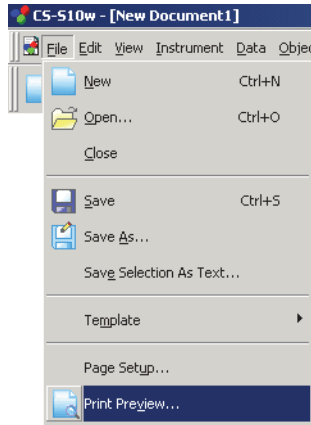 CS-S10w - [New Document1]
File Edit View Instrument Data Objec
New Ctrl+N
Open... Ctrl+O
Close
Save Ctrl+S
Save As...
Save Selection As Text...
Template
Page Setup...
Print Preview...